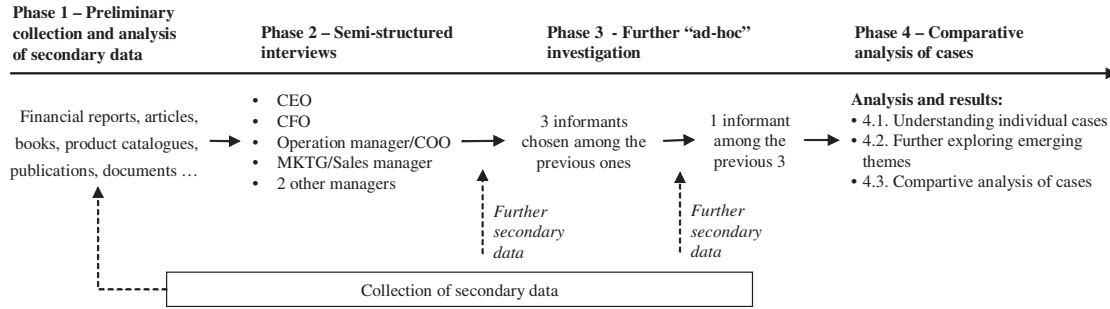 Phase 1 – Preliminary
collection and analysis
of secondary data
Phase 2 – Semi-structured
interviews
Phase 3 - Further “ad-hoc”
investigation
Phase 4 – Comparative
analysis of cases
Financial reports, articles,
books, product catalogues,
publications, documents …
• CEO
• CFO
• Operation manager/COO
• MKTG/Sales manager
• 2 other managers
3 informants
chosen among the
previous ones
1 informant
among the
previous 3
Analysis and results:
• 4.1. Understanding individual cases
• 4.2. Further exploring emerging
themes
• 4.3. Compartive analysis of cases
Further
secondary
data
Further
secondary
data
Collection of secondary data